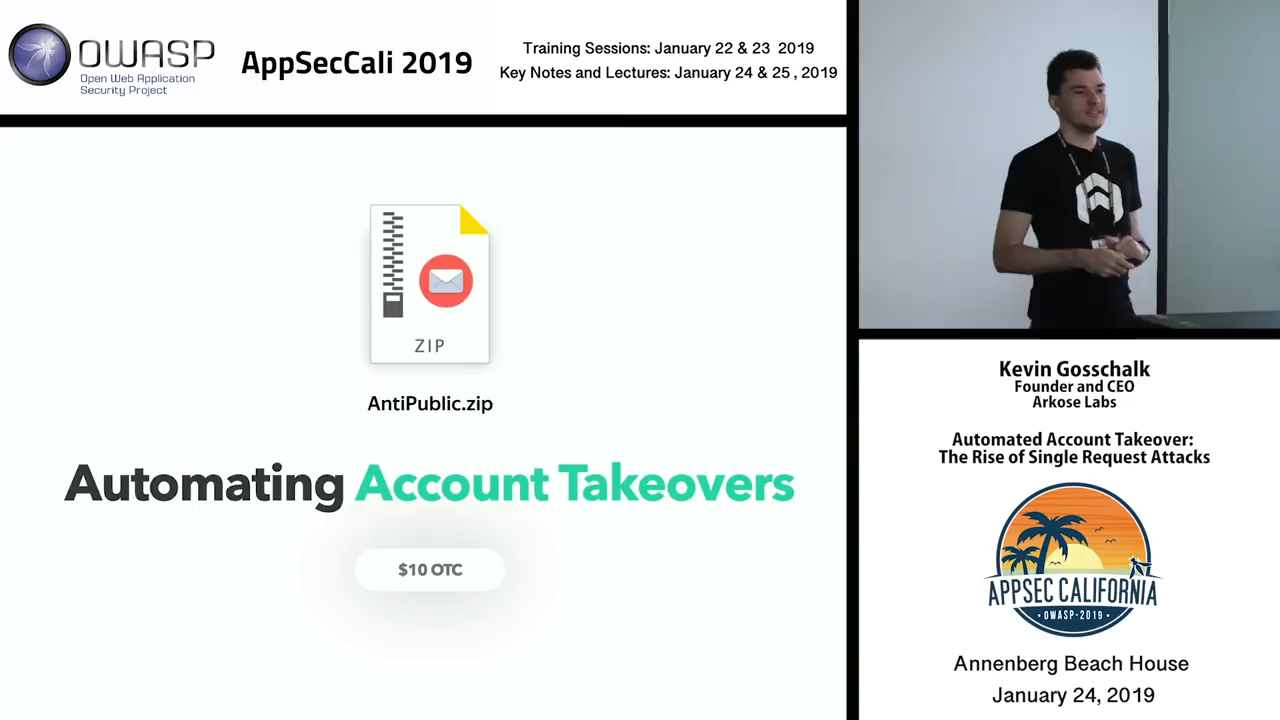 OWASP
Open Web Application
Security Project
AppSecCali 2019
Training Sessions: January 22 & 23 2019
Key Notes and Lectures: January 24 & 25 , 2019
ZIP
AntiPublic.zip
Automating Account Takeovers
$10 OTC
Kevin Gosschalk
Founder and CEO
Arkose Labs
Automated Account Takeover:
The Rise of Single Request Attacks
APPSEC CALIFORNIA
· OWASP-2019 ·
Annenberg Beach House
January 24, 2019